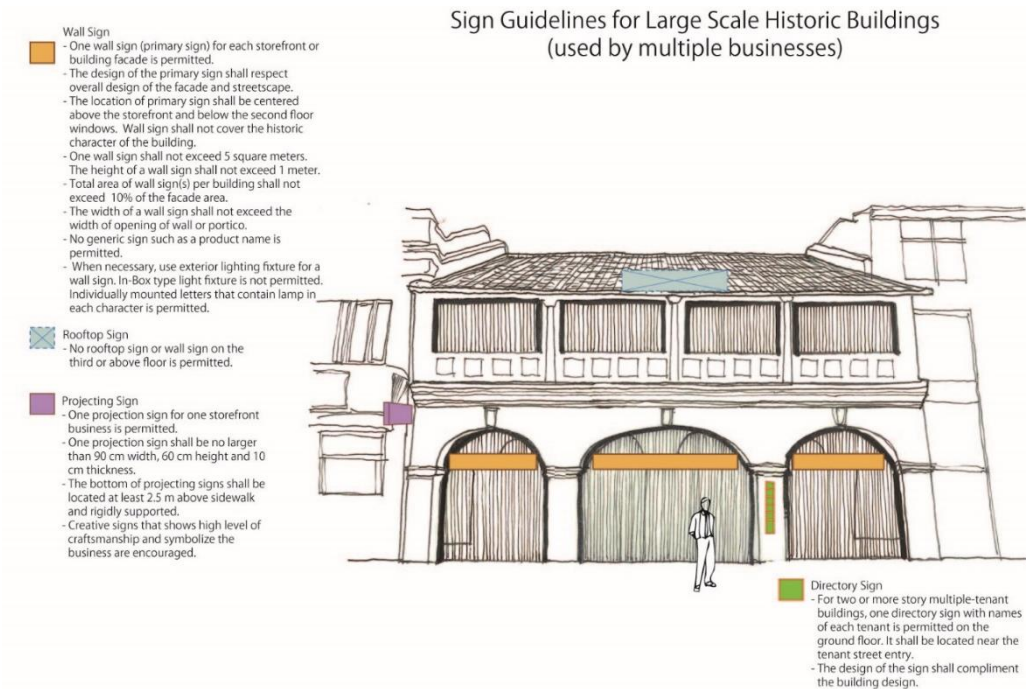 Sign Guidelines for Large Scale Historic Buildings
(used by multiple businesses)
Wall Sign
- One wall sign (primary sign) for each storefront or
building facade is permitted.
- The design of the primary sign shall respect
overall design of the facade and streetscape.
- The location of primary sign shall be centered
above the storefront and below the second floor
windows. Wall sign shall not cover the historic
character of the building.
- One wall sign shall not exceed 5 square meters.
The height of a wall sign shall not exceed 1 meter.
- Total area of wall sign(s) per building shall not
exceed 10% of the facade area.
- The width of a wall sign shall not exceed the
width of opening of wall or portico.
- No generic sign such as a product name is
permitted.
- When necessary, use exterior lighting fixture for a
wall sign. In-Box type light fixture is not permitted.
Individually mounted letters that contain lamp in
each character is permitted.
Rooftop Sign
- No rooftop sign or wall sign on the
third or above floor is permitted.
Projecting Sign
- One projection sign for one storefront
business is permitted.
- One projection sign shall be no larger
than 90 cm width, 60 cm height and 10
cm thickness.
- The bottom of projecting signs shall be
located at least 2.5 m above sidewalk
and rigidly supported.
- Creative signs that shows high level of
craftsmanship and symbolize the
business are encouraged.
Directory Sign
- For two or more story multiple-tenant
buildings, one directory sign with names
of each tenant is permitted on the
ground floor. It shall be located near the
tenant street entry.
- The design of the sign shall compliment
the building design.